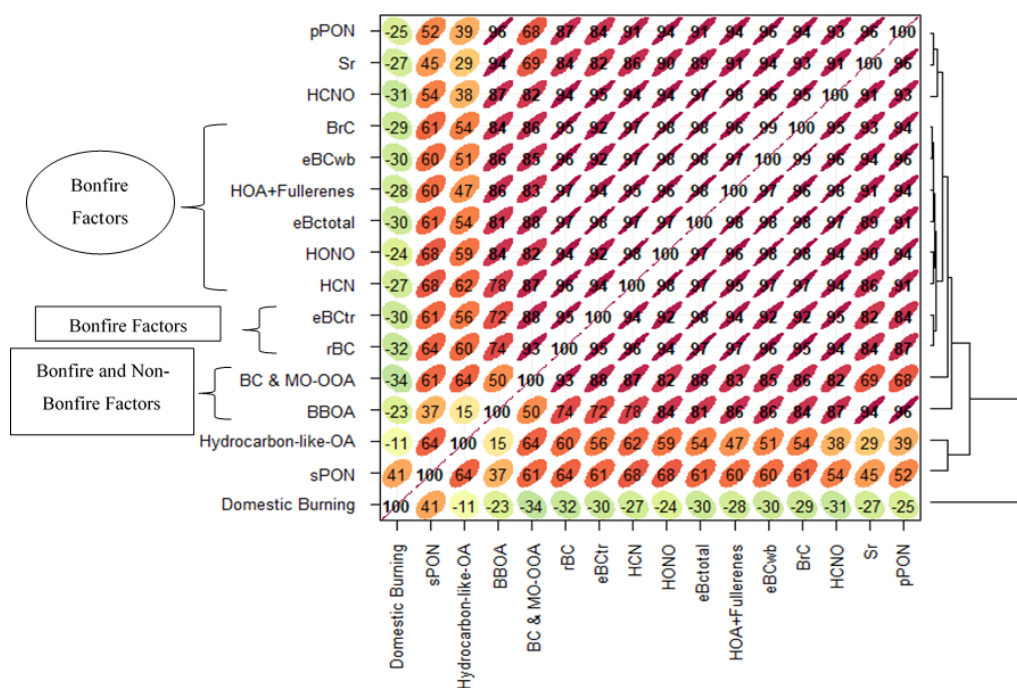 pPON -25 52 39 96 68 87 84 91 94 91 94 96 94 93 96 100
Sr -27 45 29 94 69 84 82 86 90 89 91 94 93 91 100 96
HCNO -31 54 38 87 82 94 95 94 94 97 98 96 95 100 91 93
BrC -29 61 54 84 86 95 92 97 98 98 96 99 100 95 93 94
eBCwb -30 60 51 86 85 96 92 97 98 98 97 100 99 96 94 96
Bonfire
Factors
HOA+Fullerenes -28 60 47 86 83 97 94 95 96 98 100 97 96 98 91 94
eBctotal -30 61 54 81 88 97 98 97 97 100 98 98 98 97 89 91
HONO -24 68 59 84 82 94 92 98 100 97 96 98 98 94 90 94
HCN -27 68 62 78 87 96 94 100 98 97 95 97 97 94 86 91
Bonfire Factors
eBCtr -30 61 56 72 88 95 100 94 92 98 94 92 92 95 82 84
rBC -32 64 60 74 93 100 95 96 94 97 97 96 95 94 84 87
Bonfire and Non-
Bonfire Factors
BC & MO-OOA -34 61 64 50 100 93 88 87 82 88 83 85 86 82 69 68
BBOA -23 37 15 100 50 74 72 78 84 81 86 86 84 87 94 96
Hydrocarbon-like-OA -11 64 100 15 64 60 56 62 59 54 47 51 54 38 29 39
sPON 41 100 64 37 61 64 61 68 68 61 60 60 61 54 45 52
Domestic Burning 100 41 -11 -23 -34 -32 -30 -27 -24 -30 -28 -30 -29 -31 -27 -25
Domestic Burning
sPON
Hydrocarbon-like-OA
BBOA
BC & MO-OOA
rBC
eBCtr
HCN
HONO
eBctotal
HOA+Fullerenes
eBCwb
BrC
HCNO
Sr
pPON